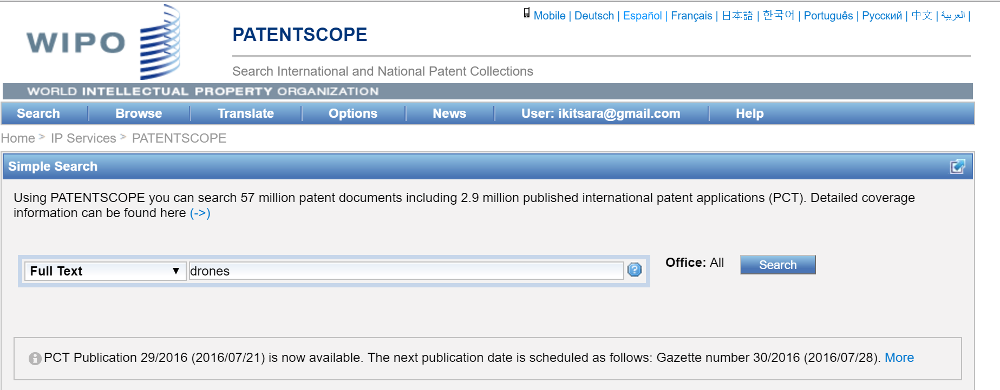 Mobile | Deutsch | Español | Français | 日本語 | 한국어 | Português | Русский | 中文 | العربية |
WIPO
PATENTSCOPE
Search International and National Patent Collections
WORLD INTELLECTUAL PROPERTY ORGANIZATION
Search Browse Translate Options News User: ikitsara@gmail.com Help
Home > IP Services > PATENTSCOPE
Simple Search
Using PATENTSCOPE you can search 57 million patent documents including 2.9 million published international patent applications (PCT). Detailed coverage
information can be found here (->)
Full Text ▼ drones ? Office: All Search
PCT Publication 29/2016 (2016/07/21) is now available. The next publication date is scheduled as follows: Gazette number 30/2016 (2016/07/28). More